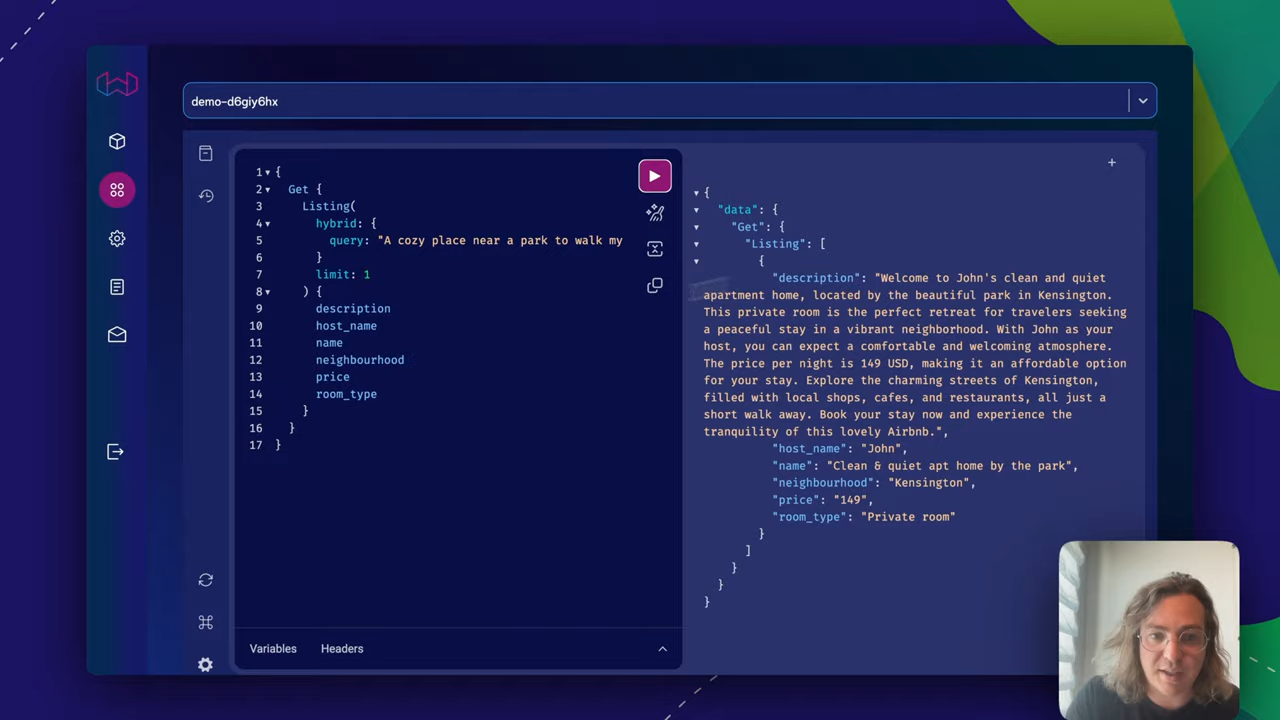 demo-d6giy6hx
1 {
2 Get {
3 Listing(
4 hybrid: {
5 query: "A cozy place near a park to walk my
6 }
7 limit: 1
8 ) {
9 description
10 host_name
11 name
12 neighbourhood
13 price
14 room_type
15 }
16 }
17 }
Variables Headers
{
"data": {
"Get": {
"Listing": [
{
"description": "Welcome to John's clean and quiet
apartment home, located by the beautiful park in Kensington.
This private room is the perfect retreat for travelers seeking
a peaceful stay in a vibrant neighborhood. With John as your
host, you can expect a comfortable and welcoming atmosphere.
The price per night is 149 USD, making it an affordable option
for your stay. Explore the charming streets of Kensington,
filled with local shops, cafes, and restaurants, all just a
short walk away. Book your stay now and experience the
tranquility of this lovely Airbnb.",
"host_name": "John",
"name": "Clean & quiet apt home by the park",
"neighbourhood": "Kensington",
"price": "149",
"room_type": "Private room"
}
]
}
}
}